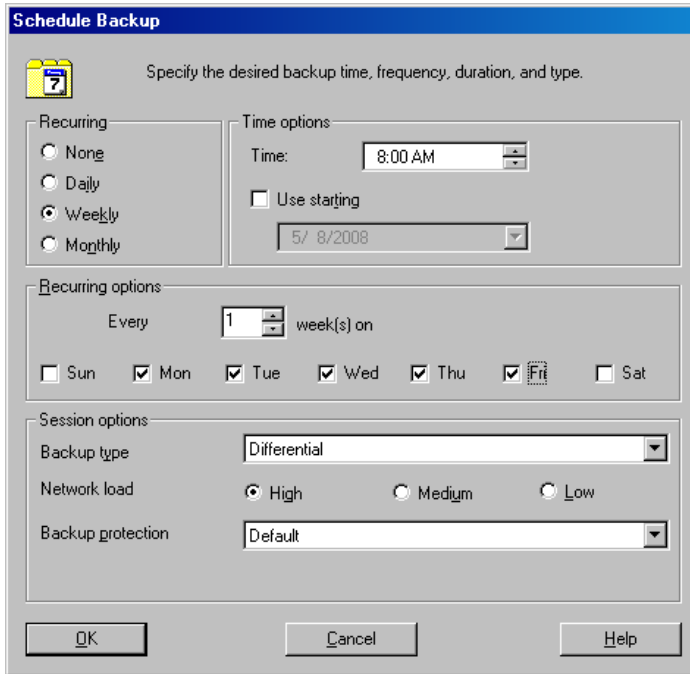 Schedule Backup
7
Specify the desired backup time, frequency, duration, and type.
Recurring
None
Daily
Weekly
Monthly
Time options
Time: 8:00 AM
Use starting
5/ 8/2008
Recurring options
Every 1 week(s) on
Sun Mon Tue Wed Thu Fri Sat
Session options
Backup type Differential
Network load High Medium Low
Backup protection Default
OK Cancel Help